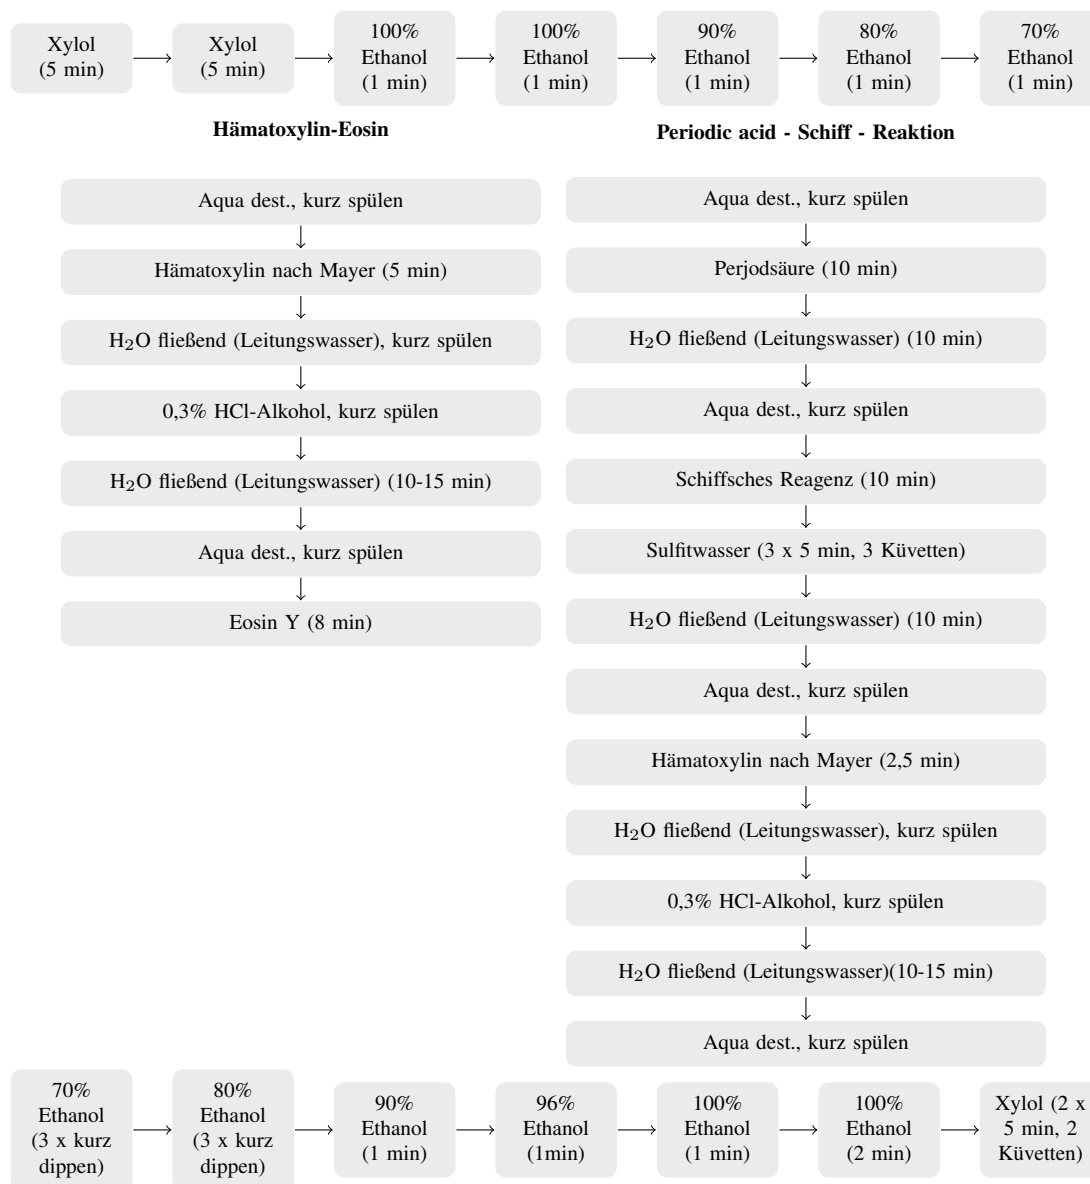 Xylol
(5 min)
Xylol
(5 min)
100%
Ethanol
(1 min)
100%
Ethanol
(1 min)
90%
Ethanol
(1 min)
80%
Ethanol
(1 min)
70%
Ethanol
(1 min)
Hämatoxylin-Eosin
Aqua dest., kurz spülen
Hämatoxylin nach Mayer (5 min)
H₂O fließend (Leitungswasser), kurz spülen
0,3% HCl-Alkohol, kurz spülen
H₂O fließend (Leitungswasser) (10-15 min)
Aqua dest., kurz spülen
Eosin Y (8 min)
Periodic acid - Schiff - Reaktion
Aqua dest., kurz spülen
Perjodsäure (10 min)
H₂O fließend (Leitungswasser) (10 min)
Aqua dest., kurz spülen
Schiffsches Reagenz (10 min)
Sulfitwasser (3 x 5 min, 3 Küvetten)
H₂O fließend (Leitungswasser) (10 min)
Aqua dest., kurz spülen
Hämatoxylin nach Mayer (2,5 min)
H₂O fließend (Leitungswasser), kurz spülen
0,3% HCl-Alkohol, kurz spülen
H₂O fließend (Leitungswasser)(10-15 min)
Aqua dest., kurz spülen
70%
Ethanol
(3 x kurz
dippen)
80%
Ethanol
(3 x kurz
dippen)
90%
Ethanol
(1 min)
96%
Ethanol
(1min)
100%
Ethanol
(1 min)
100%
Ethanol
(2 min)
Xylol (2 x
5 min, 2
Küvetten)